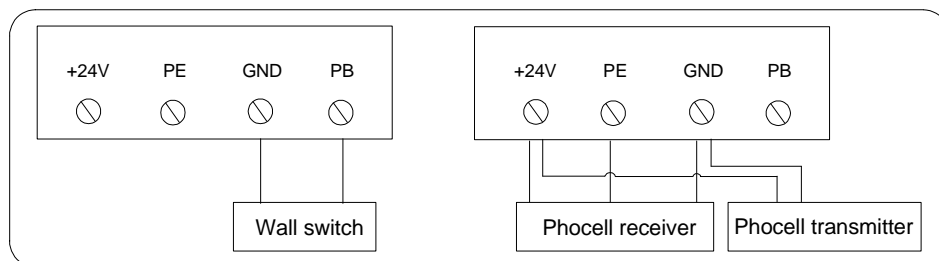 +24V PE GND PB
Wall switch
+24V PE GND PB
Phocell receiver
Phocell transmitter